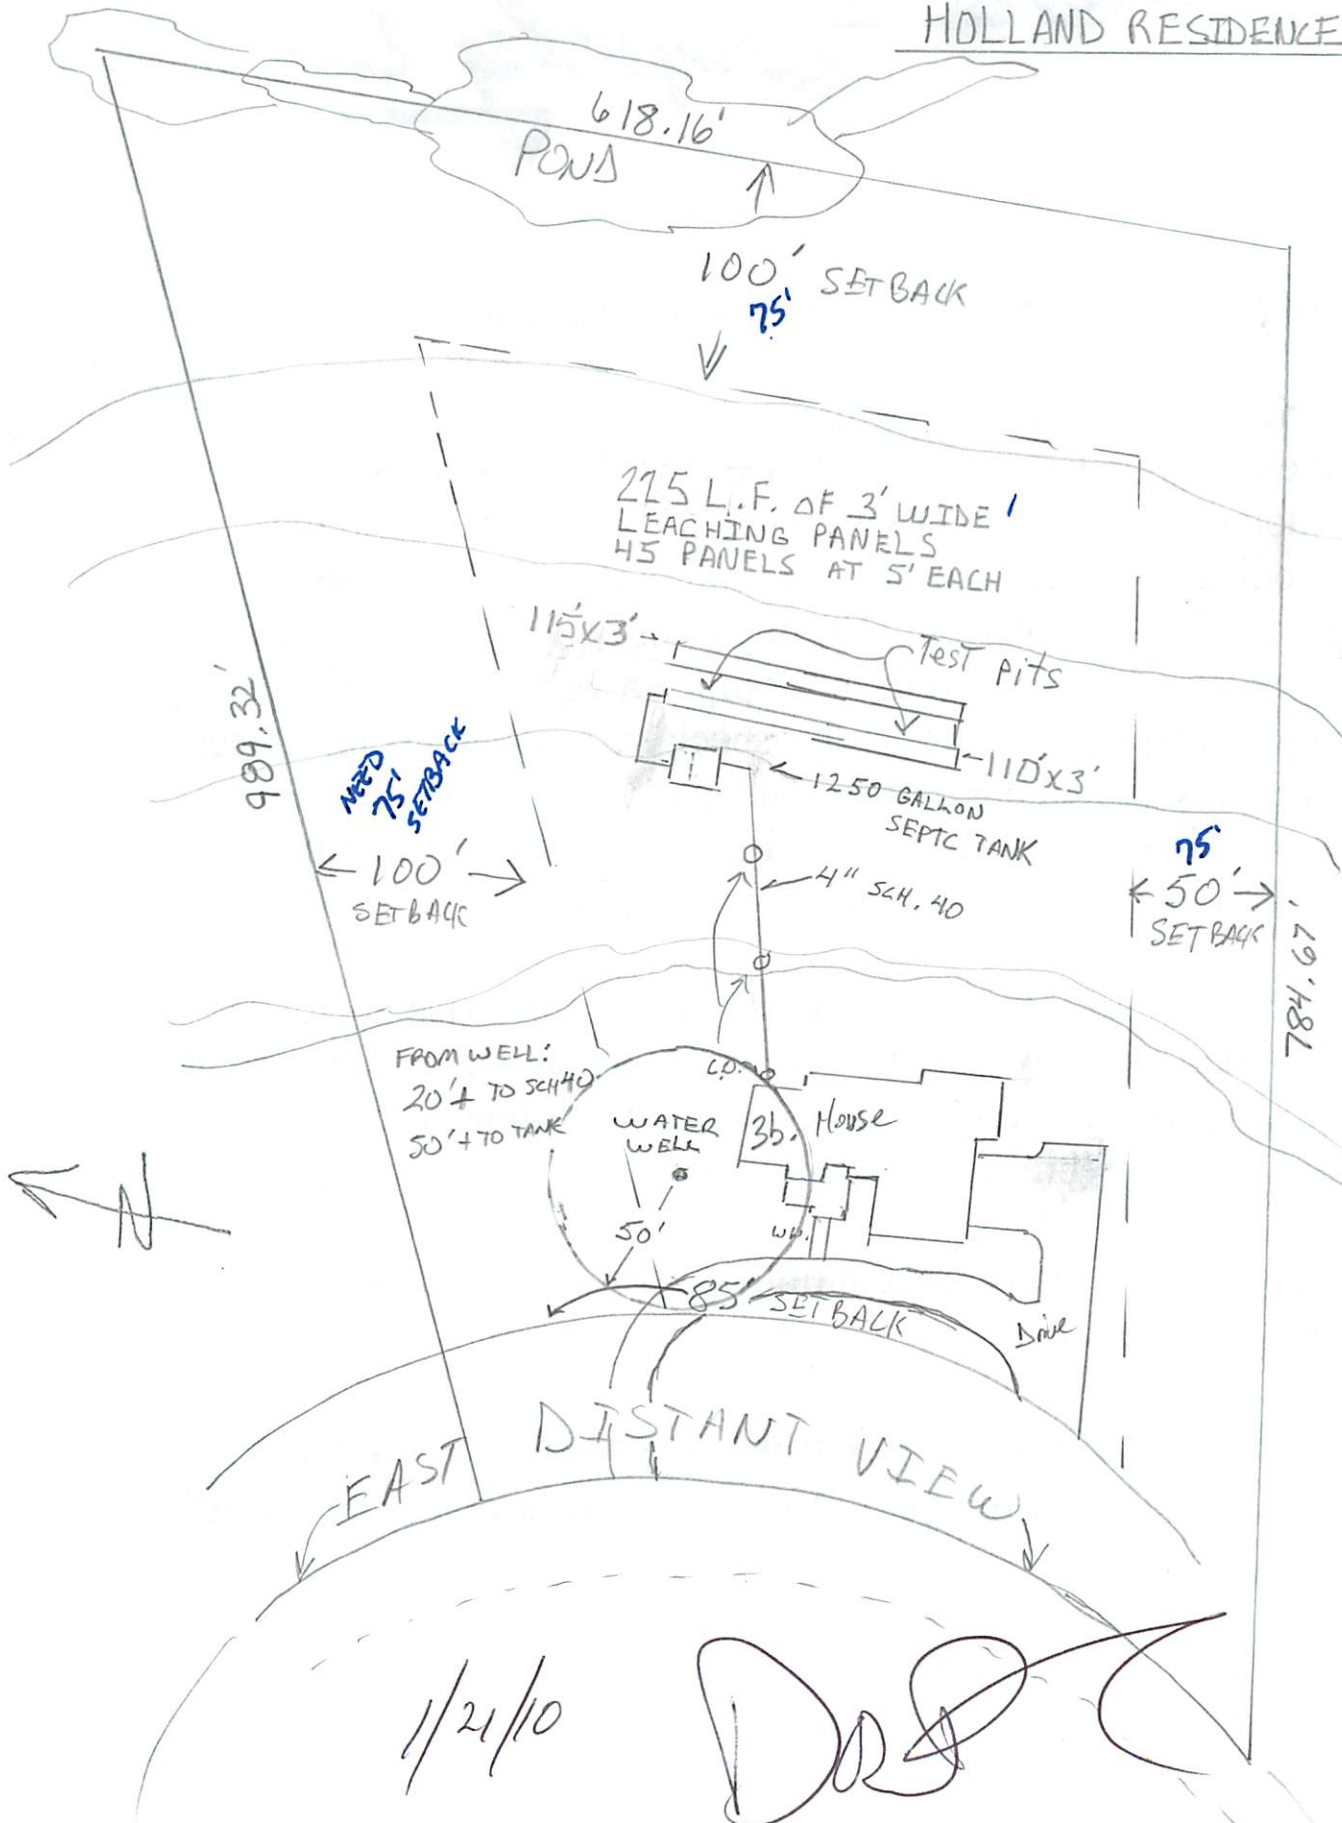 HOLLAND RESIDENCE
618.16'
POND
100' SETBACK
75'
225 L.F. OF 3' WIDE
LEACHING PANELS
45 PANELS AT 5' EACH
115'x3'
Test pits
110'x3'
1250 GALLON
SEPTC TANK
989.32'
NEED
75'
SETBACK
100'
SETBACK
4" SCH. 40
75'
50'
SETBACK
784.67'
FROM WELL:
20'+ TO SCH40
50'+ TO TANK
C.O.
WATER
WELL
3b. House
N
50'
85' SETBACK
Drive
EAST DISTANT VIEW
1/21/10